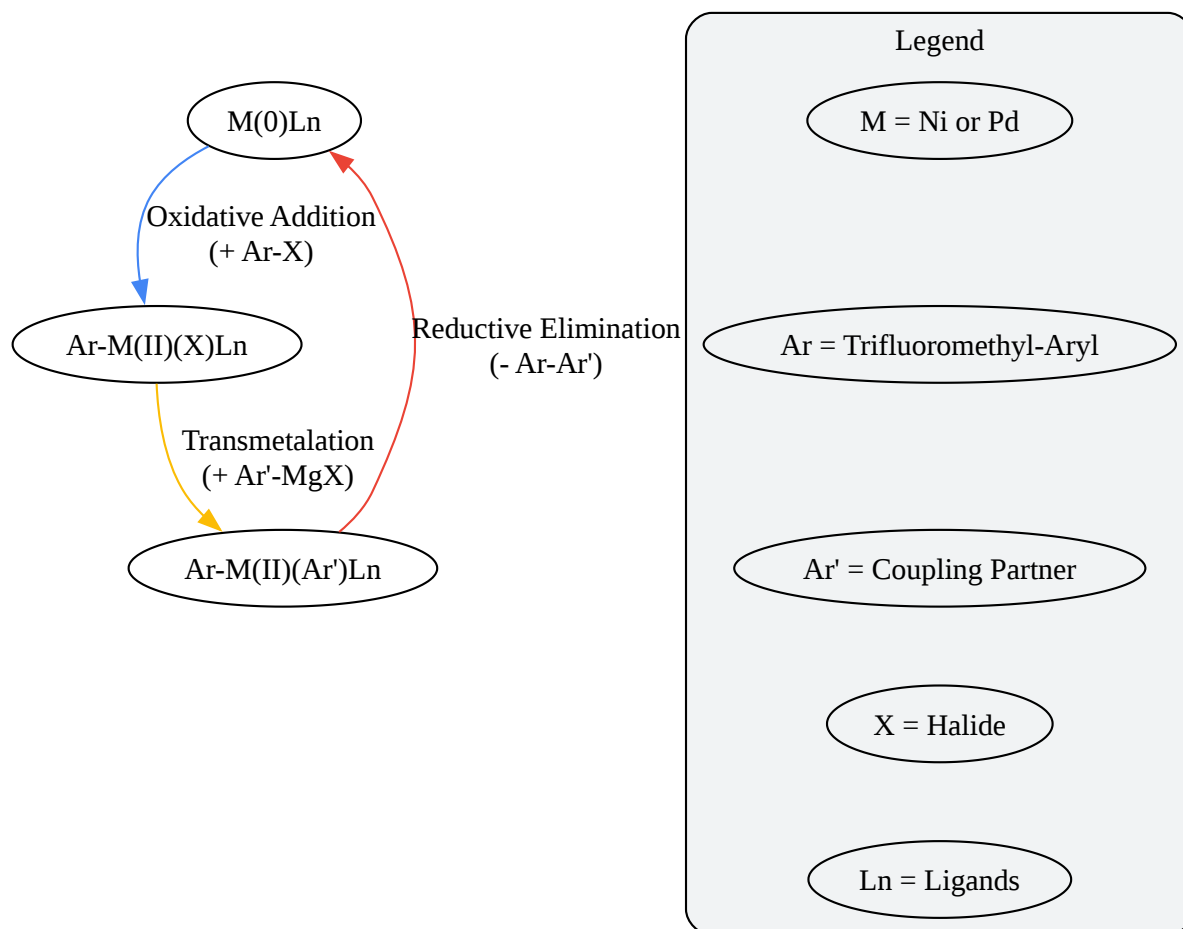 M(0)Ln
Oxidative Addition
(+ Ar-X)
Ar-M(II)(X)Ln
Reductive Elimination
(- Ar-Ar')
Transmetalation
(+ Ar'-MgX)
Ar-M(II)(Ar')Ln
Legend
M = Ni or Pd
Ar = Trifluoromethyl-Aryl
Ar' = Coupling Partner
X = Halide
Ln = Ligands